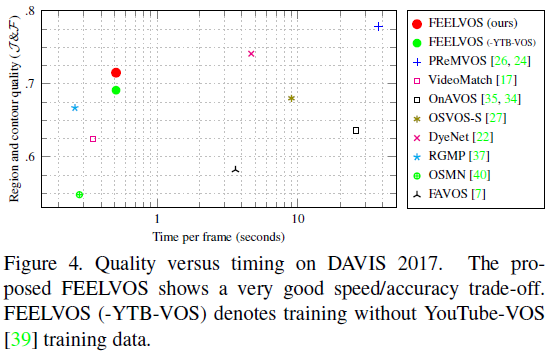 .8
.7
.6
Region and contour quality (J&F)
1
10
Time per frame (seconds)
FEELVOS (ours)
FEELVOS (-YTB-VOS)
PReMVOS [26, 24]
VideoMatch [17]
OnAVOS [35, 34]
OSVOS-S [27]
DyeNet [22]
RGMP [37]
OSMN [40]
FAVOS [7]
Figure 4. Quality versus timing on DAVIS 2017. The pro-
posed FEELVOS shows a very good speed/accuracy trade-off.
FEELVOS (-YTB-VOS) denotes training without YouTube-VOS
[39] training data.